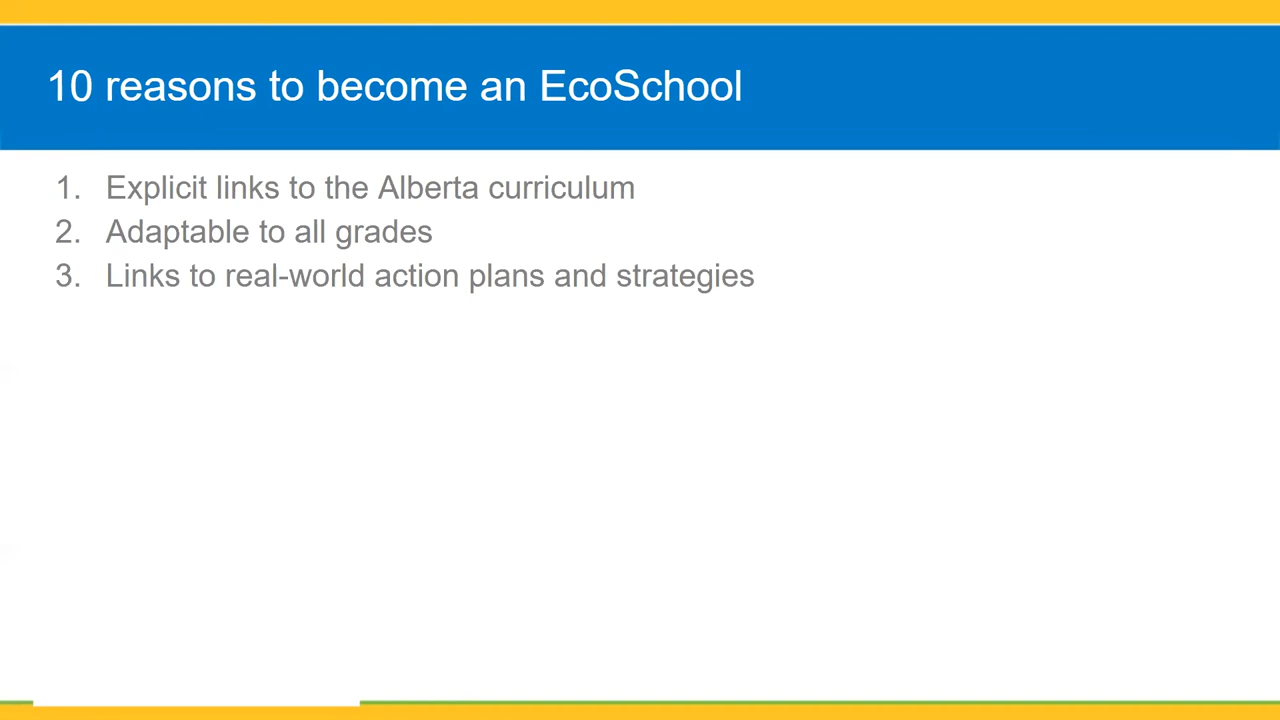 10 reasons to become an EcoSchool
1. Explicit links to the Alberta curriculum
2. Adaptable to all grades
3. Links to real-world action plans and strategies